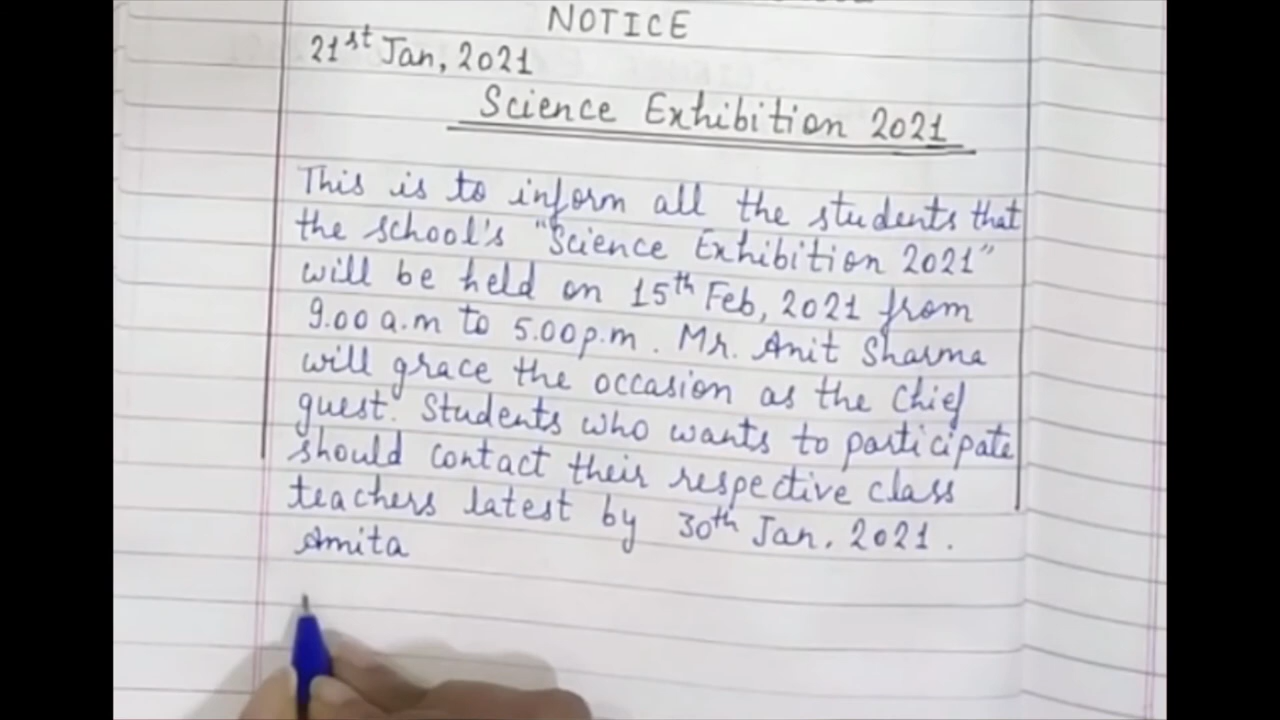 NOTICE
21st Jan, 2021
Science Exhibition 2021
This is to inform all the students that
the school's "Science Exhibition 2021"
will be held on 15th Feb, 2021 from
9.00 a.m to 5.00 p.m. Mr. Anit Sharma
will grace the occasion as the chief
guest. Students who wants to participate
should contact their respective class
teachers latest by 30th Jan. 2021.
Amita